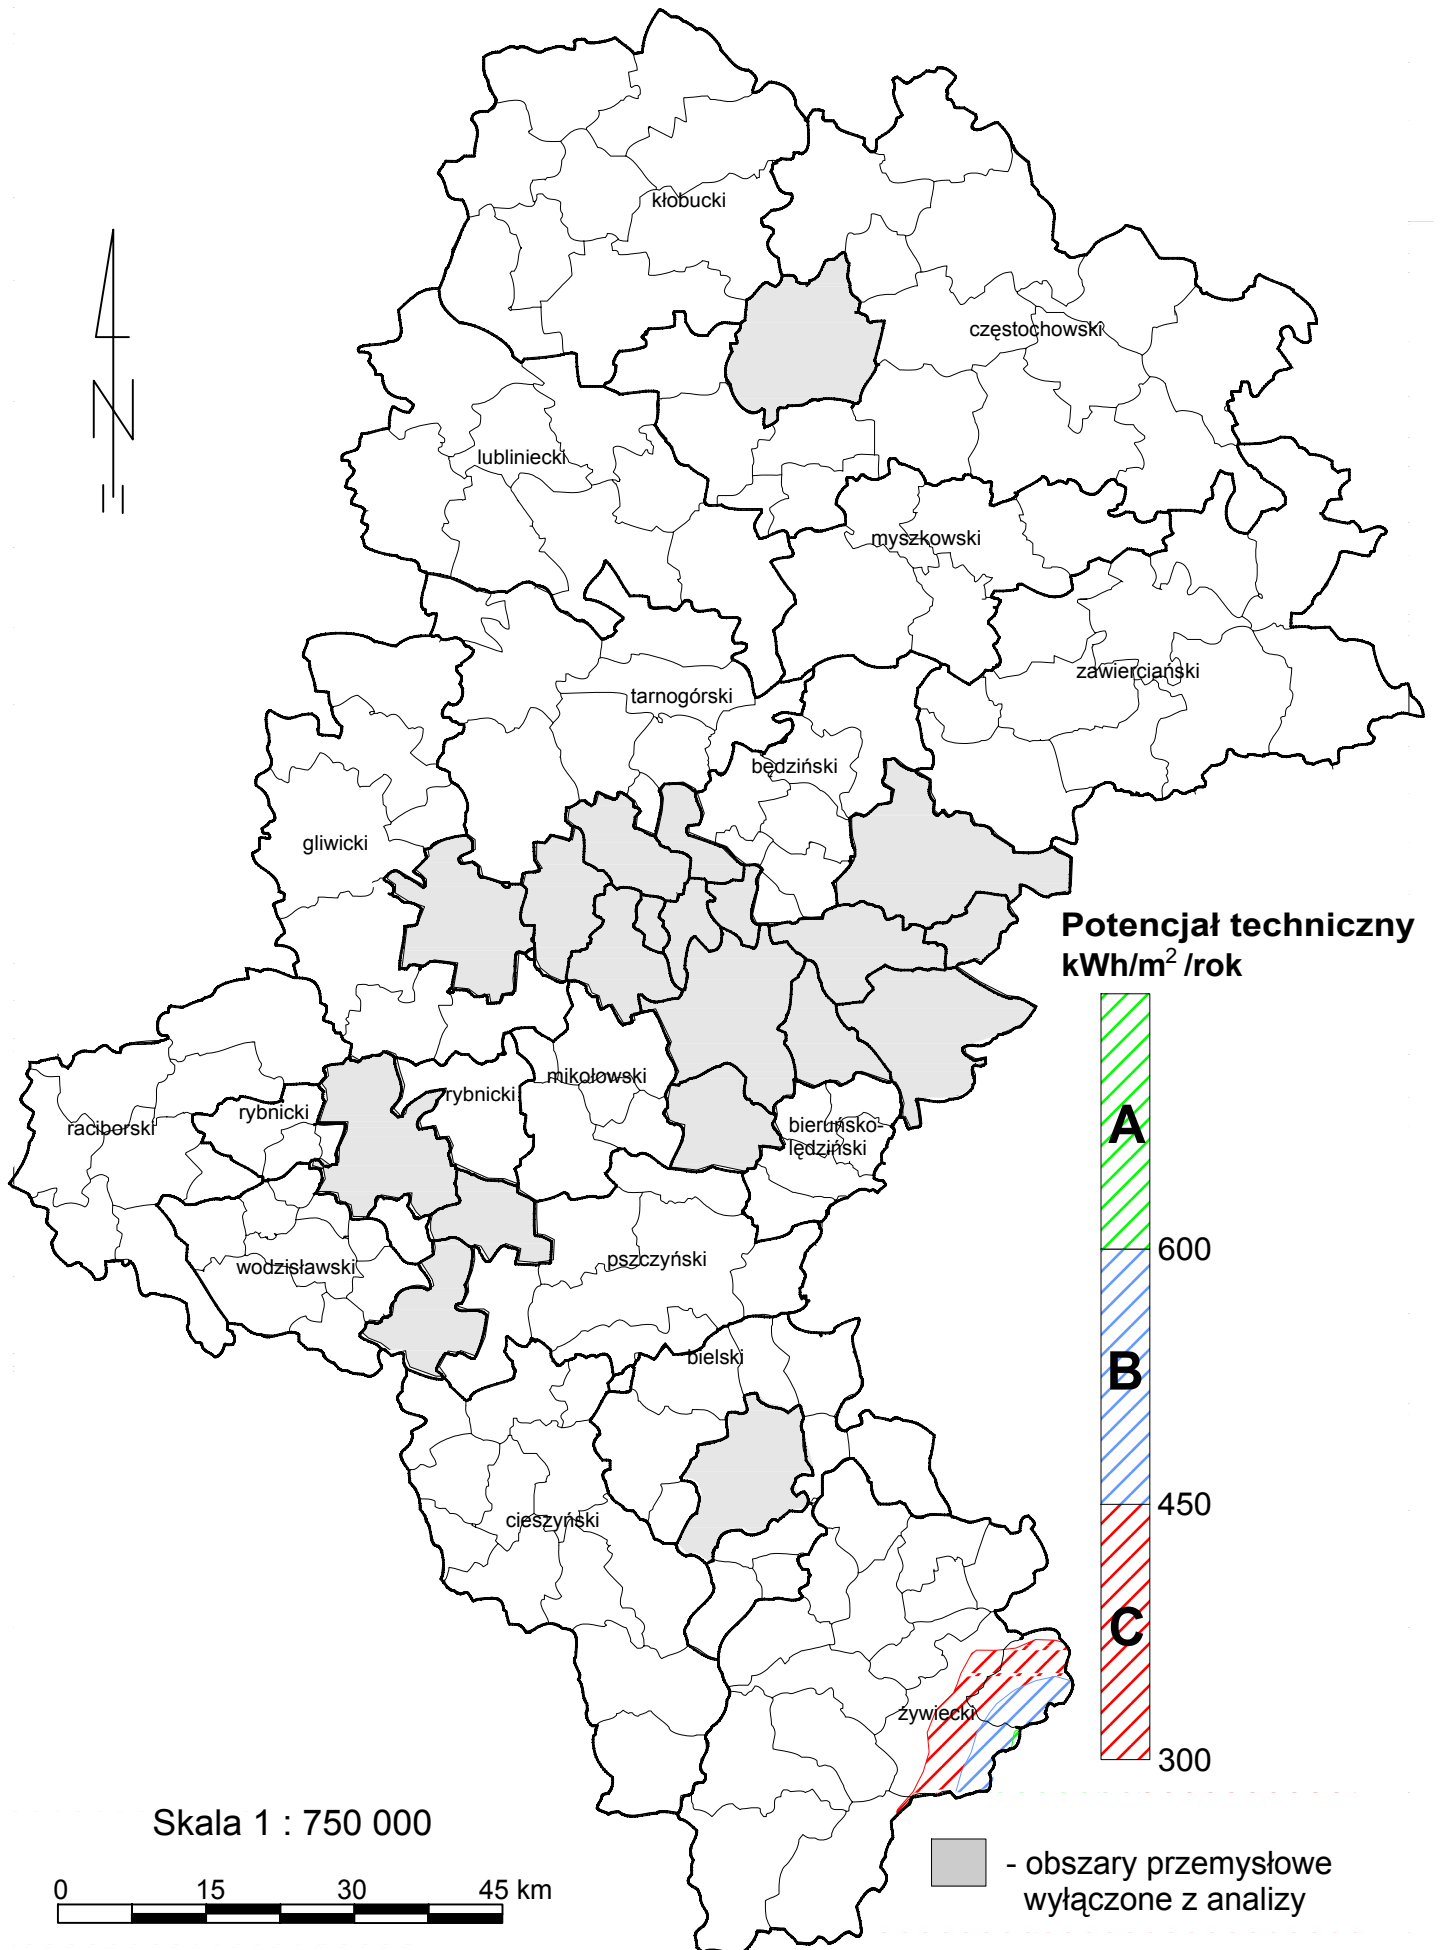 kłobucki
częstochowski
N
lubliniecki
myszkowski
zawierciański
tarnogórski
będziński
gliwicki
Potencjał techniczny
kWh/m² /rok
mikołowski
rybnicki
rybnicki
raciborski
bieruńsko-
lędziński
A
600
wodzisławski
pszczyński
bielski
B
450
cieszyński
C
żywiecki
300
Skala 1 : 750 000
- obszary przemysłowe
wyłączone z analizy
0 15 30 45 km